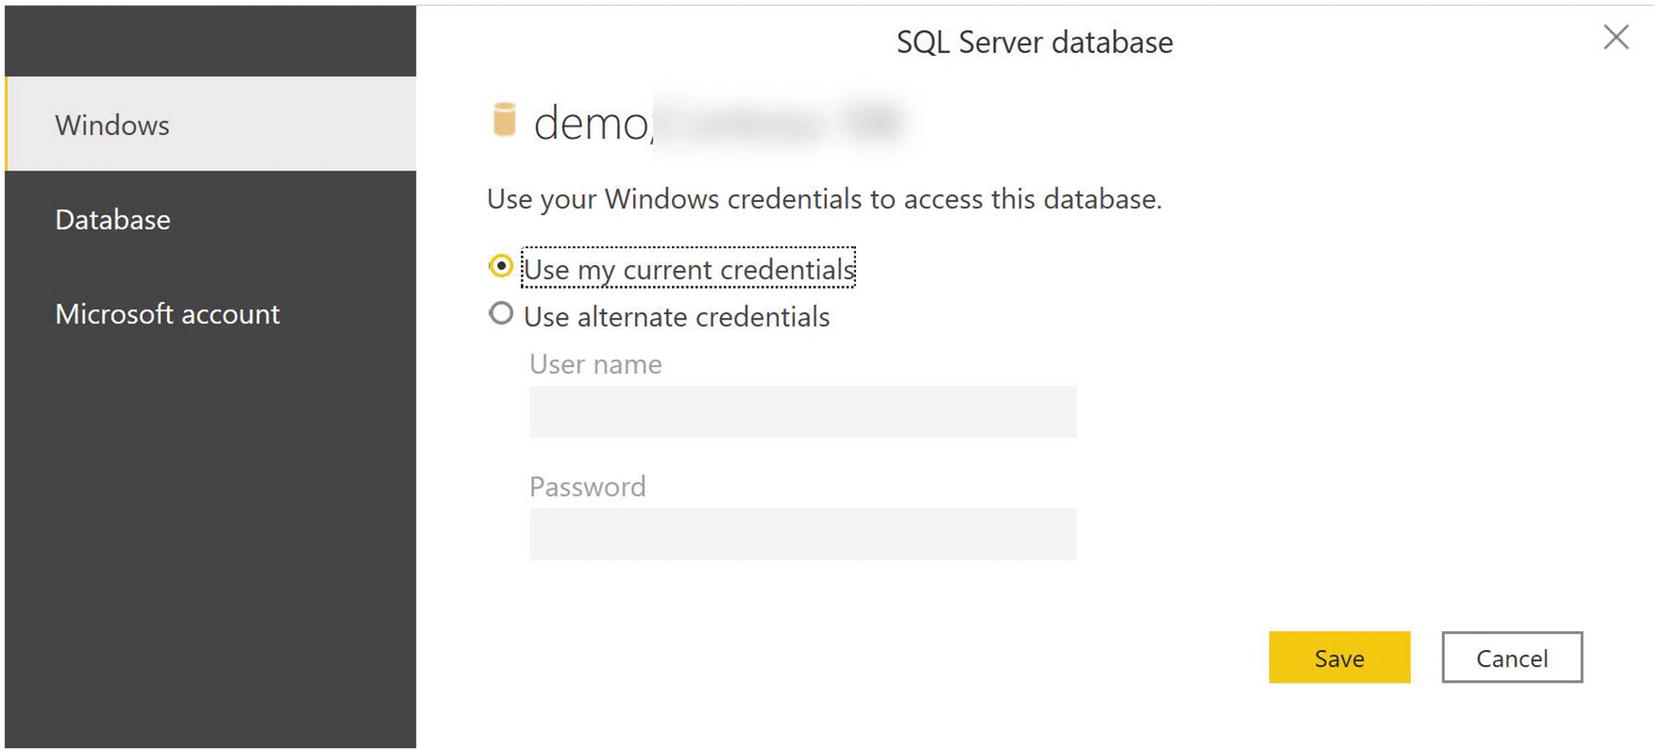 SQL Server database
Windows
Database
Microsoft account
demo;
Use your Windows credentials to access this database.
Use my current credentials
Use alternate credentials
User name
Password
Save
Cancel